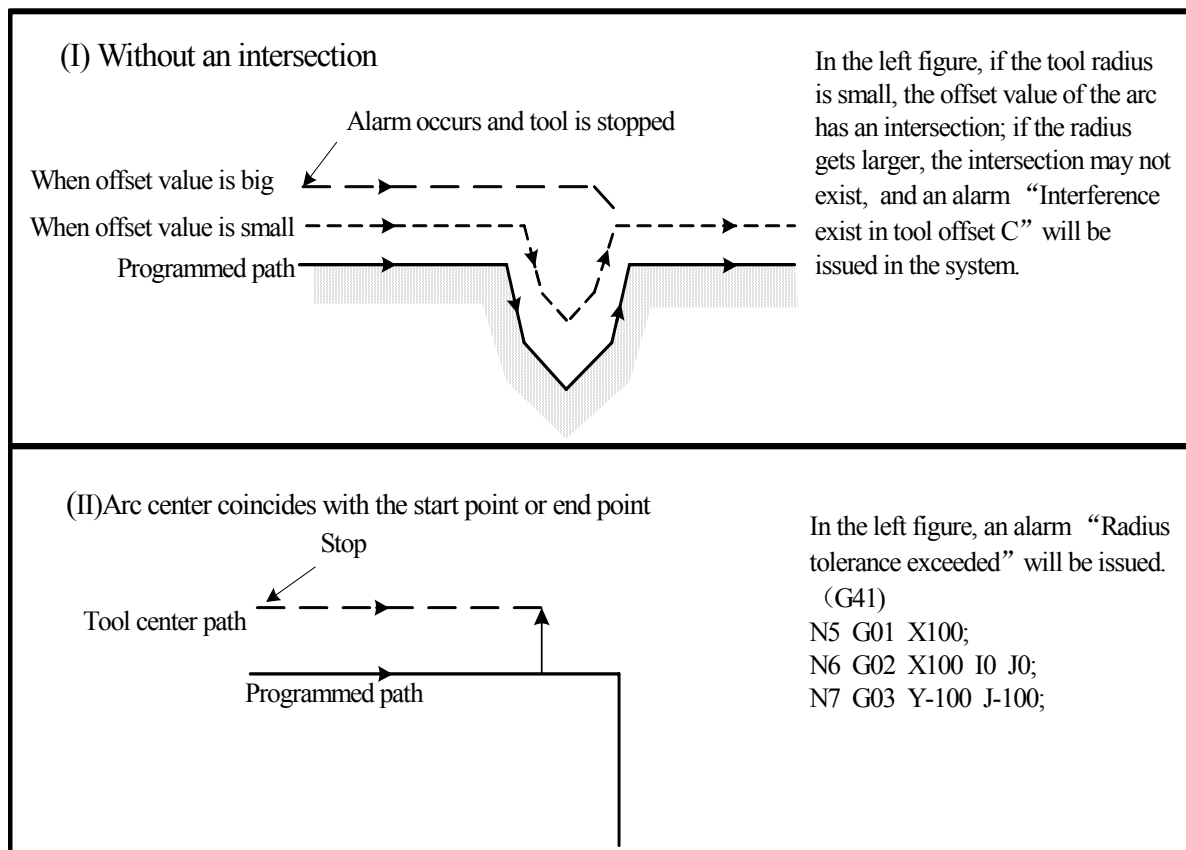 (I) Without an intersection
Alarm occurs and tool is stopped
When offset value is big
When offset value is small
Programmed path
In the left figure, if the tool radius
is small, the offset value of the arc
has an intersection; if the radius
gets larger, the intersection may not
exist, and an alarm “Interference
exist in tool offset C” will be
issued in the system.
(II)Arc center coincides with the start point or end point
Stop
Tool center path
Programmed path
In the left figure, an alarm “Radius
tolerance exceeded” will be issued.
（G41)
N5 G01 X100;
N6 G02 X100 I0 J0;
N7 G03 Y-100 J-100;